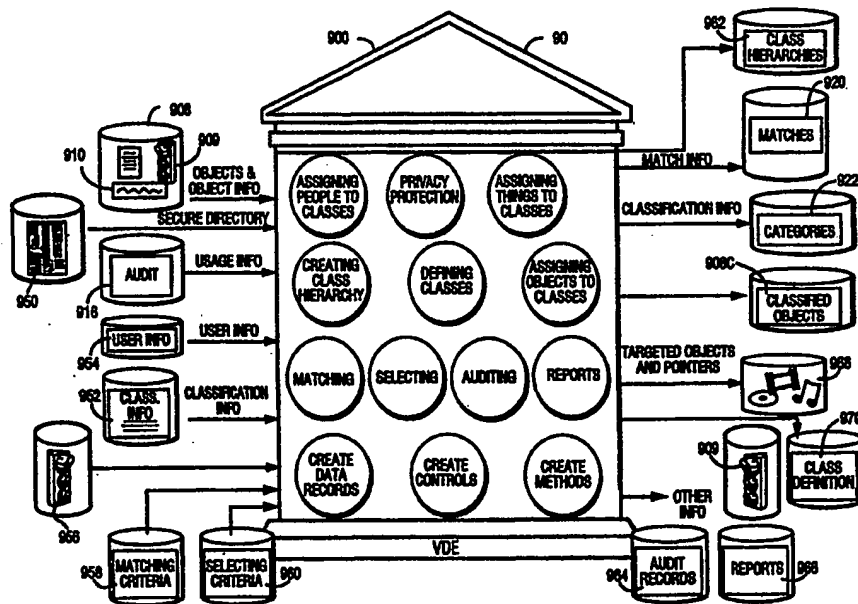 900
90
962
CLASS
HIERARCHIES
920
MATCHES
MATCH INFO
908
909
910
OBJECTS &
OBJECT INFO
SECURE DIRECTORY
950
AUDIT
916
USAGE INFO
USER INFO
954
USER INFO
952
CLASS.
INFO
CLASSIFICATION
INFO
956
MATCHING
CRITERIA
958
SELECTING
CRITERIA
960
ASSIGNING
PEOPLE TO
CLASSES
PRIVACY
PROTECTION
ASSIGNING
THINGS TO
CLASSES
CREATING
CLASS
HIERARCHY
DEFINING
CLASSES
ASSIGNING
OBJECTS TO
CLASSES
MATCHING
SELECTING
AUDITING
REPORTS
CREATE
DATA
RECORDS
CREATE
CONTROLS
CREATE
METHODS
VDE
CLASSIFICATION INFO
922
CATEGORIES
908C
CLASSIFIED
OBJECTS
TARGETED OBJECTS
AND POINTERS
968
970
CLASS
DEFINITION
909
OTHER
INFO
AUDIT
RECORDS
964
REPORTS
966